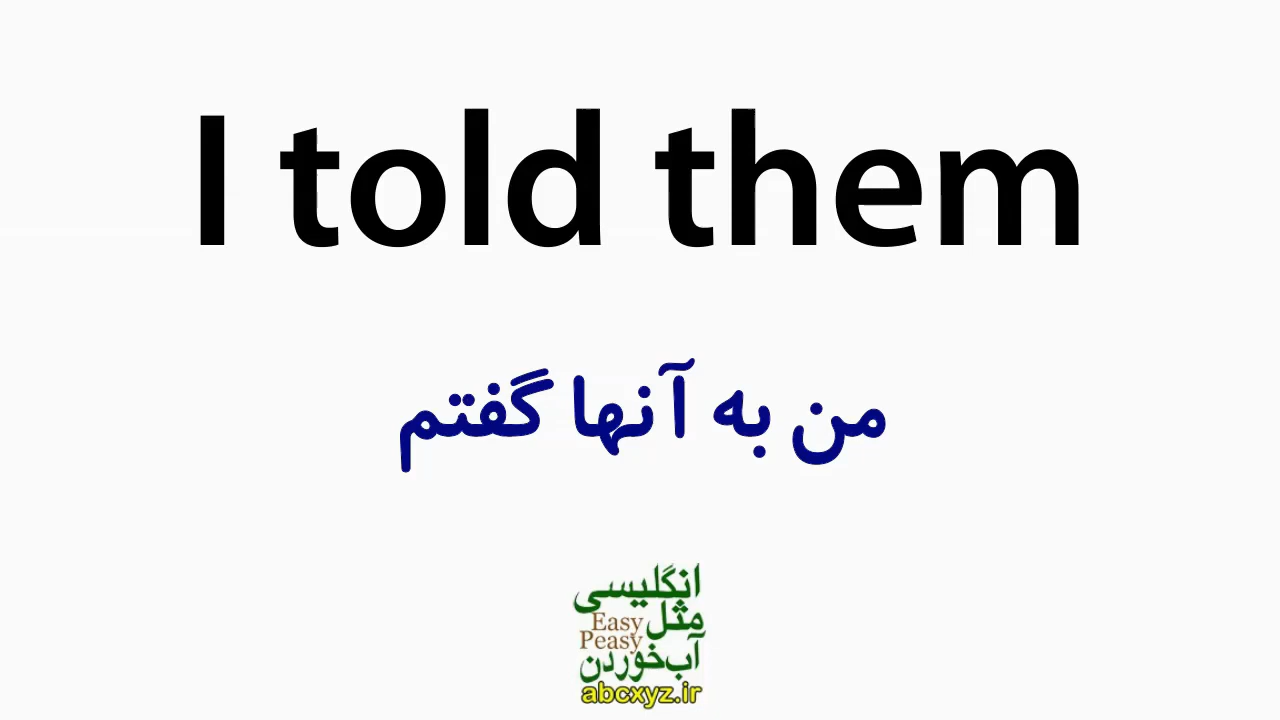 I told them
من به آنها گفتم
انگلیسی
مثل
Easy
Peasy
آب‌خوردن
abcxyz.ir